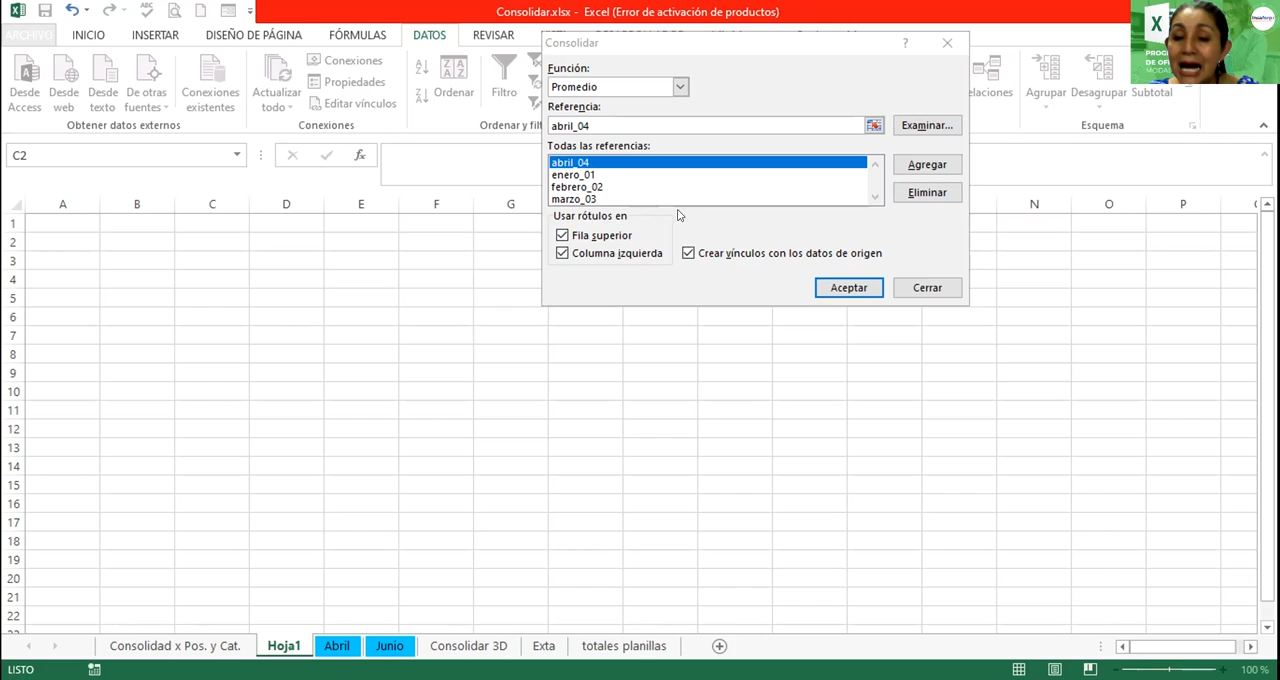 Consolidar.xlsx - Excel (Error de activación de productos)
ARCHIVO INICIO INSERTAR DISEÑO DE PÁGINA FÓRMULAS DATOS REVISAR
Desde Access
Desde web
Desde texto
De otras fuentes
Obtener datos externos
Conexiones existentes
Actualizar todo
Conexiones
Propiedades
Editar vínculos
Conexiones
Ordenar
Filtro
Ordenar y fi
elaciones
Agrupar
Desagrupar
Subtotal
Esquema
Consolidar ?
Función:
Promedio
Referencia:
abril_04
Examinar...
Todas las referencias:
abril_04
enero_01
febrero_02
marzo_03
Agregar
Eliminar
Usar rótulos en
Fila superior
Columna izquierda
Crear vínculos con los datos de origen
Aceptar Cerrar
C2 fx
A B C D E F G N O P
1
2
3
4
5
6
7
8
9
10
11
12
13
14
15
16
17
18
19
20
21
22
Consolidad x Pos. y Cat. Hoja1 Abril Junio Consolidar 3D Exta totales planillas
LISTO 100 %